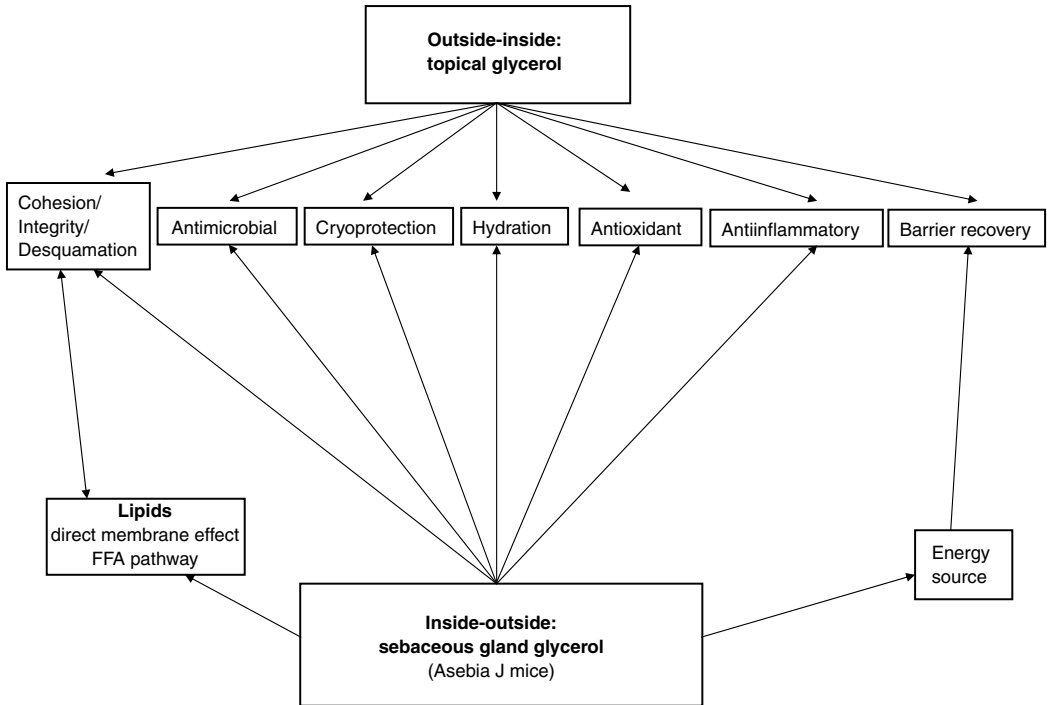 Outside-inside:
topical glycerol
Cohesion/
Integrity/
Desquamation
Antimicrobial
Cryoprotection
Hydration
Antioxidant
Antiinflammatory
Barrier recovery
Lipids
direct membrane effect
FFA pathway
Energy
source
Inside-outside:
sebaceous gland glycerol
(Asebia J mice)